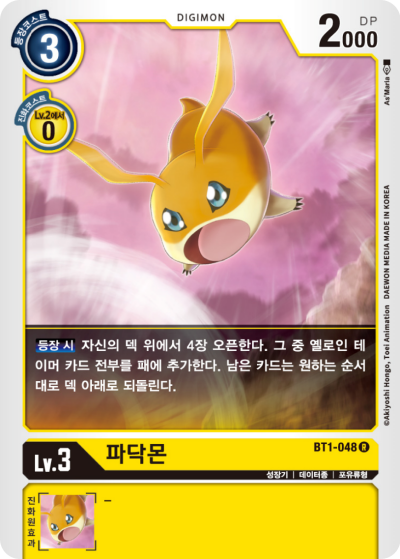 등장코스트
3
DIGIMON
DP
2000
진화코스트
Lv.2에서
0
As'Maria
©Akiyoshi Hongo, Toei Animation DAEWON MEDIA MADE IN KOREA
등장 시 자신의 덱 위에서 4장 오픈한다. 그 중 옐로인 테
이머 카드 전부를 패에 추가한다. 남은 카드는 원하는 순서
대로 덱 아래로 되돌린다.
BT1-048 R
Lv.3
파닥몬
성장기 | 데이터종 | 포유류형
진화원효과
–